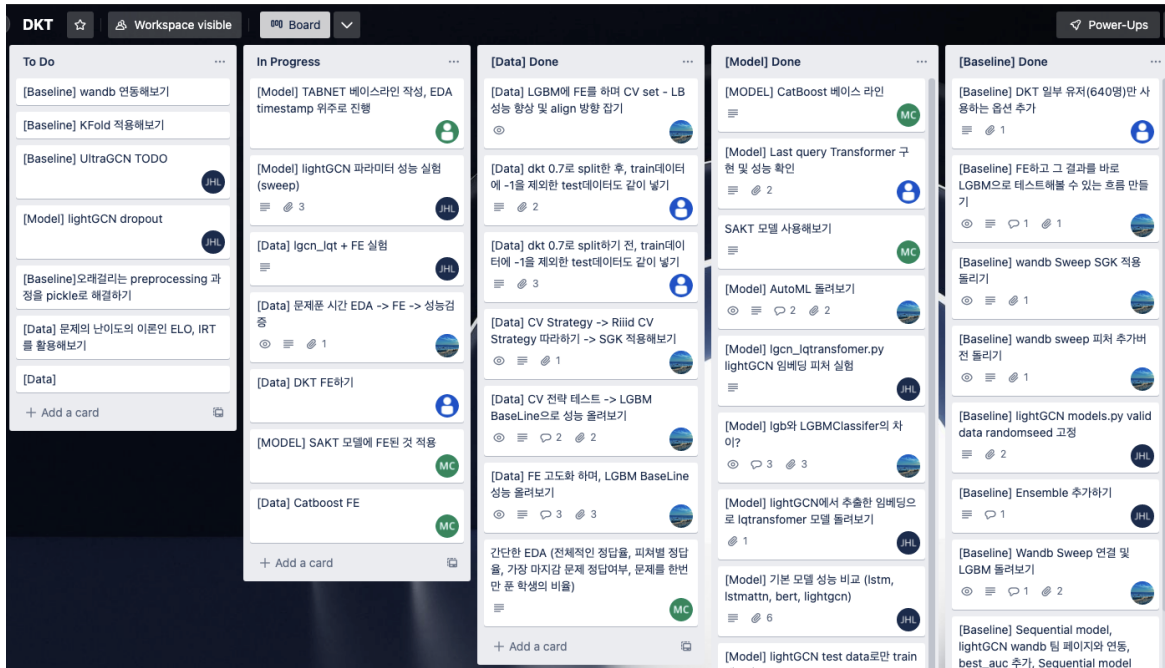 DKT
Workspace visible
Board
Power-Ups
To Do
[Baseline] wandb 연동해보기
[Baseline] KFold 적용해보기
[Baseline] UltraGCN TODO
JHL
[Model] lightGCN dropout
JHL
[Baseline]오래걸리는 preprocessing 과
정을 pickle로 해결하기
[Data] 문제의 난이도의 이론인 ELO, IRT
를 활용해보기
[Data]
+ Add a card
In Progress
[Model] TABNET 베이스라인 작성, EDA
timestamp 위주로 진행
[Model] lightGCN 파라미터 성능 실험
(sweep)
3
JHL
[Data] lgcn_lqt + FE 실험
JHL
[Data] 문제푼 시간 EDA -> FE -> 성능검
증
1
[Data] DKT FE하기
[MODEL] SAKT 모델에 FE된 것 적용
MC
[Data] Catboost FE
MC
+ Add a card
[Data] Done
[Data] LGBM에 FE를 하며 CV set - LB
성능 향상 및 align 방향 잡기
[Data] dkt 0.7로 split한 후, train데이터
에 -1을 제외한 test데이터도 같이 넣기
2
[Data] dkt 0.7로 split하기 전, train데이
터에 -1을 제외한 test데이터도 같이 넣기
3
[Data] CV Strategy -> Riiid CV
Strategy 따라하기 -> SGK 적용해보기
1
[Data] CV 전략 테스트 -> LGBM
BaseLine으로 성능 올려보기
2 2
[Data] FE 고도화 하며, LGBM BaseLine
성능 올려보기
3 3
간단한 EDA (전체적인 정답율, 피쳐별 정답
율, 가장 마지감 문제 정답여부, 문제를 한번
만 푼 학생의 비율)
MC
+ Add a card
[Model] Done
[MODEL] CatBoost 베이스 라인
MC
[Model] Last query Transformer 구
현 및 성능 확인
2
SAKT 모델 사용해보기
MC
[Model] AutoML 돌려보기
2 2
[Model] lgcn_lqtransfomer.py
lightGCN 임베딩 피처 실험
JHL
[Model] lgb와 LGBMClassifer의 차
이?
3 3
[Model] lightGCN에서 추출한 임베딩으
로 lqtransfomer 모델 돌려보기
1
JHL
[Model] 기본 모델 성능 비교 (lstm,
lstmattn, bert, lightgcn)
6
JHL
[Model] lightGCN test data로만 train
[Baseline] Done
[Baseline] DKT 일부 유저(640명)만 사
용하는 옵션 추가
1
[Baseline] FE하고 그 결과를 바로
LGBM으로 테스트해볼 수 있는 흐름 만들
기
1 1
[Baseline] wandb Sweep SGK 적용
돌리기
1
[Baseline] wandb sweep 피처 추가버
전 돌리기
1
[Baseline] lightGCN models.py valid
data randomseed 고정
2
JHL
[Baseline] Ensemble 추가하기
1
JHL
[Baseline] Wandb Sweep 연결 및
LGBM 돌려보기
1 2
[Baseline] Sequential model,
lightGCN wandb 팀 페이지와 연동,
best_auc 추가, Sequential model